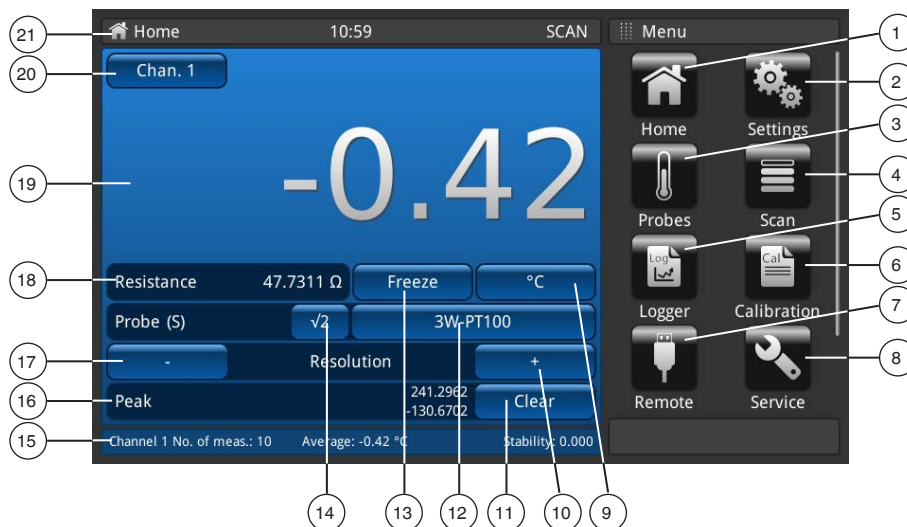 Home 10:59 SCAN
Menu
Chan. 1
-0.42
Resistance 47.7311 Ω Freeze °C
Probe (S) √2 3W-PT100
- Resolution +
Peak 241.2962 -130.6702 Clear
Channel 1 No. of meas.: 10 Average: -0.42 °C Stability: 0.000
Home Settings
Probes Scan
Log Cal
Logger Calibration
Remote Service
21
20
19
18
17
16
15
14 13 12 11 10 9
1
2
3
4
5
6
7
8